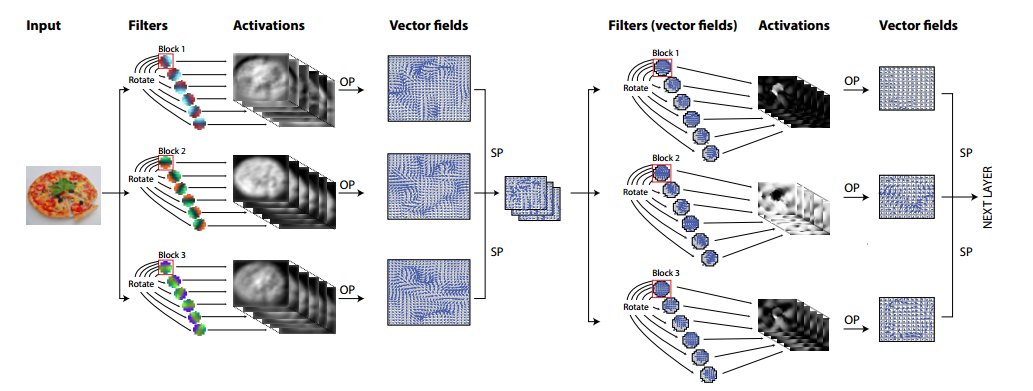 Input
Filters
Activations
Vector fields
Filters (vector fields)
Activations
Vector fields
Block 1
Rotate
OP
Block 2
Rotate
OP
Block 3
Rotate
OP
SP
SP
Block 1
Rotate
OP
Block 2
Rotate
OP
Block 3
Rotate
OP
SP
SP
NEXT LAYER